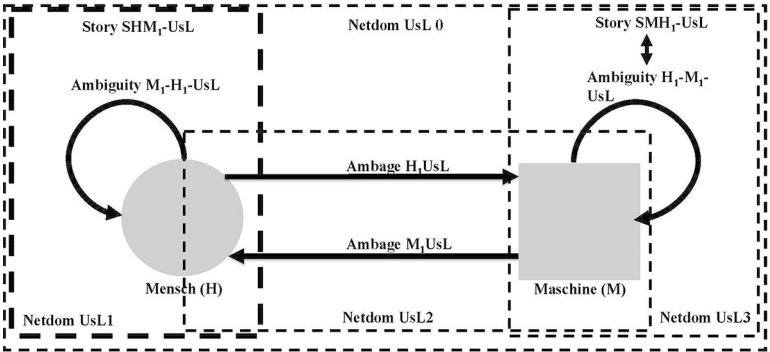 Story SHM₁-UsL
Netdom UsL 0
Story SMH₁-UsL
Ambiguity M₁-H₁-UsL
Ambiguity H₁-M₁-
UsL
Ambage H₁UsL
Ambage M₁UsL
Mensch (H)
Maschine (M)
Netdom UsL1
Netdom UsL2
Netdom UsL3